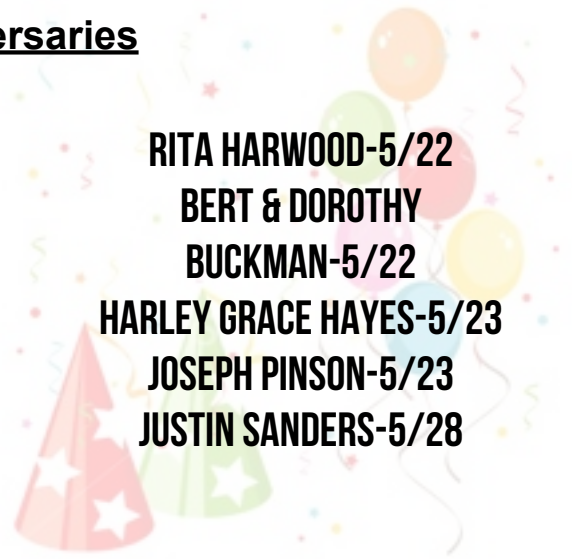 ersaries
RITA HARWOOD-5/22
BERT & DOROTHY
BUCKMAN-5/22
HARLEY GRACE HAYES-5/23
JOSEPH PINSON-5/23
JUSTIN SANDERS-5/28